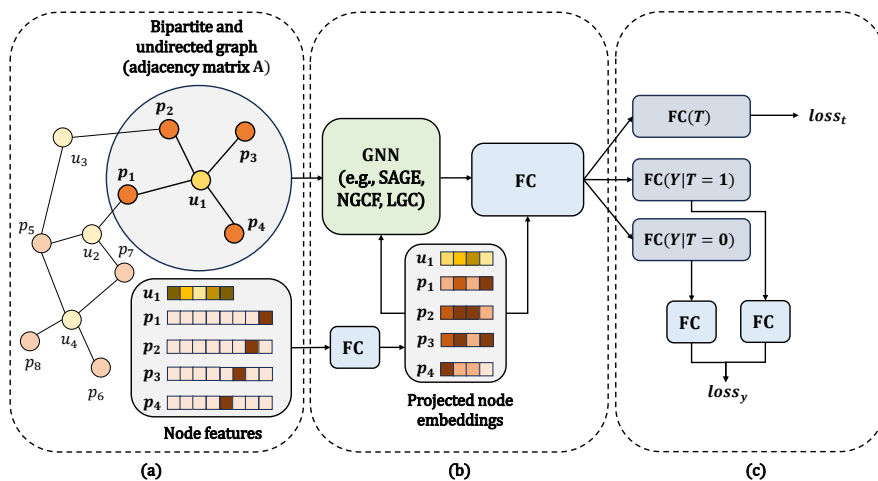 Bipartite and
undirected graph
(adjacency matrix A)
p₂
p₃
u₃
p₁
u₁
p₄
p₅
u₂
p₇
u₄
p₈
p₆
u₁
p₁
p₂
p₃
p₄
Node features
(a)
GNN
(e.g., SAGE,
NGCF, LGC)
FC
FC
u₁
p₁
p₂
p₃
p₄
Projected node
embeddings
(b)
FC(T)
loss_t
FC(Y|T = 1)
FC(Y|T = 0)
FC
FC
loss_y
(c)